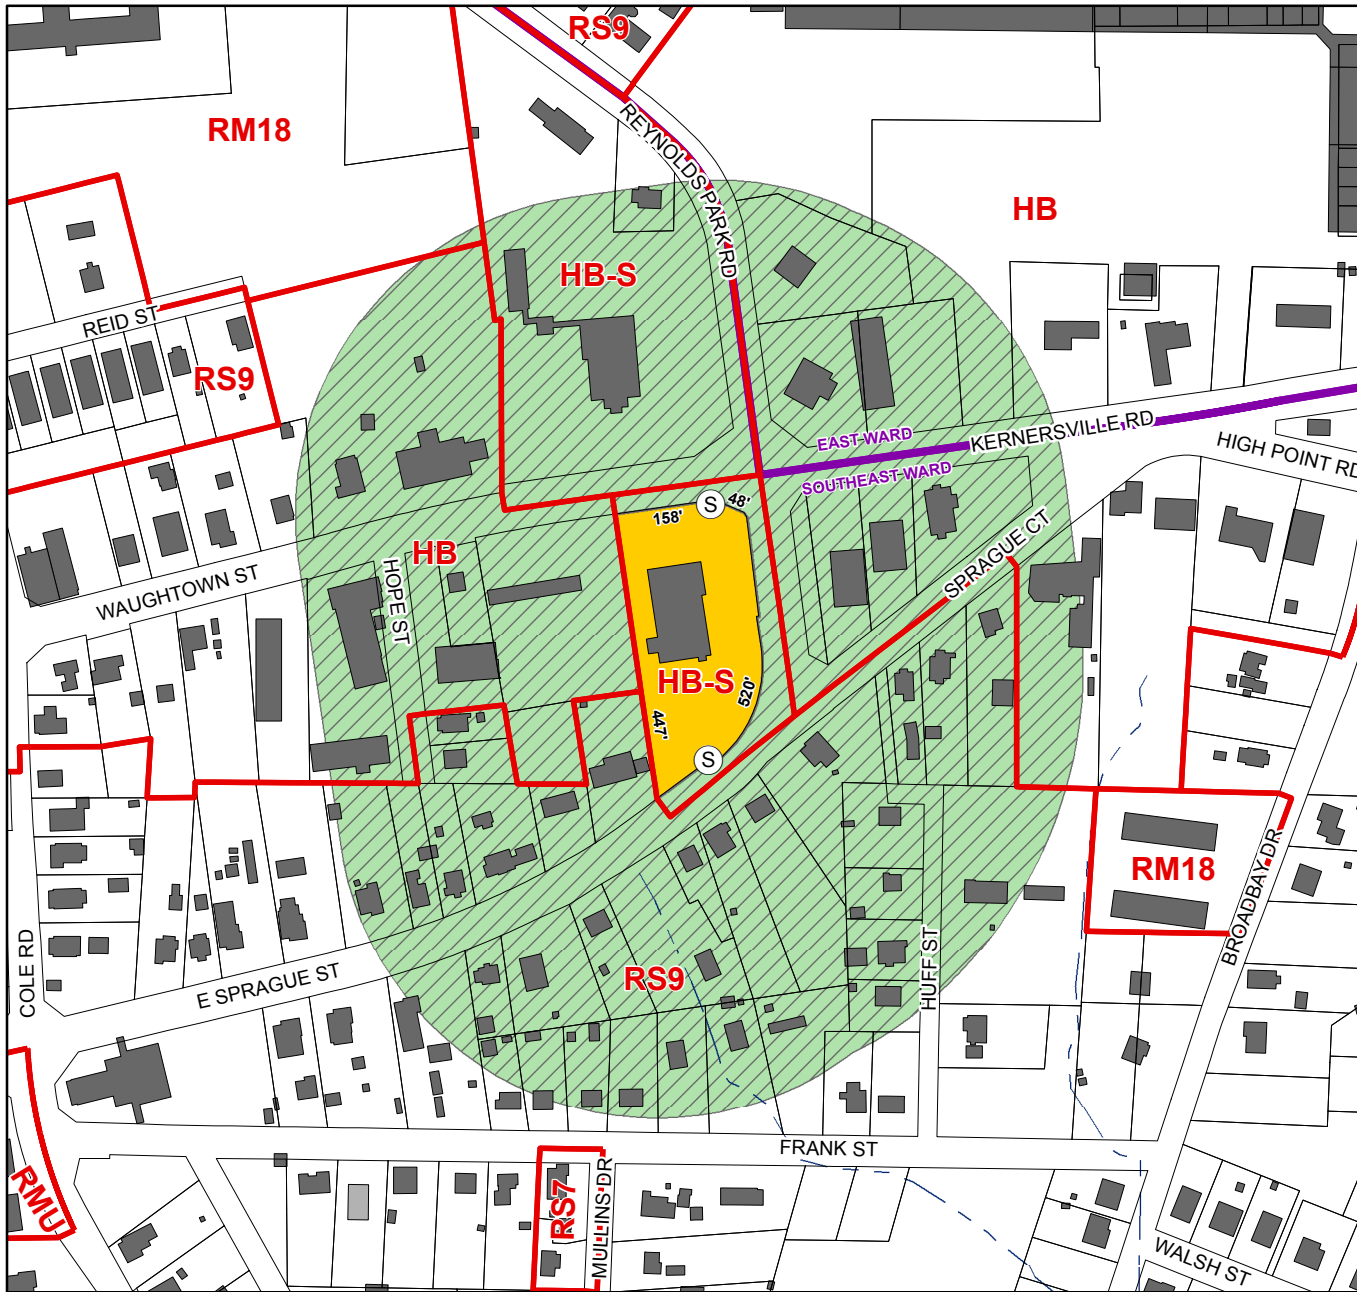 RS9
RM18
REYNOLDS PARK RD
HB
HB-S
REID ST
RS9
EAST WARD
KERNERSVILLE RD
SOUTHEAST WARD
HIGH POINT RD
S
48'
158'
HB
HOPE ST
WAUGHTOWN ST
SPRAGUE CT
HB-S
520'
447'
S
RM18
BROADBAY DR
COLE RD
E SPRAGUE ST
RS9
HUFF ST
FRANK ST
RMU
RS7
MULLINS DR
WALSH ST